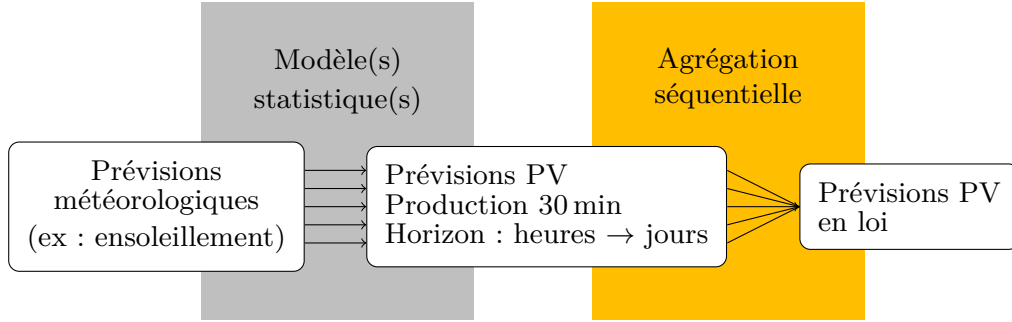 Modèle(s)
statistique(s)
Agrégation
séquentielle
Prévisions
météorologiques
(ex : ensoleillement)
Prévisions PV
Production 30 min
Horizon : heures → jours
Prévisions PV
en loi